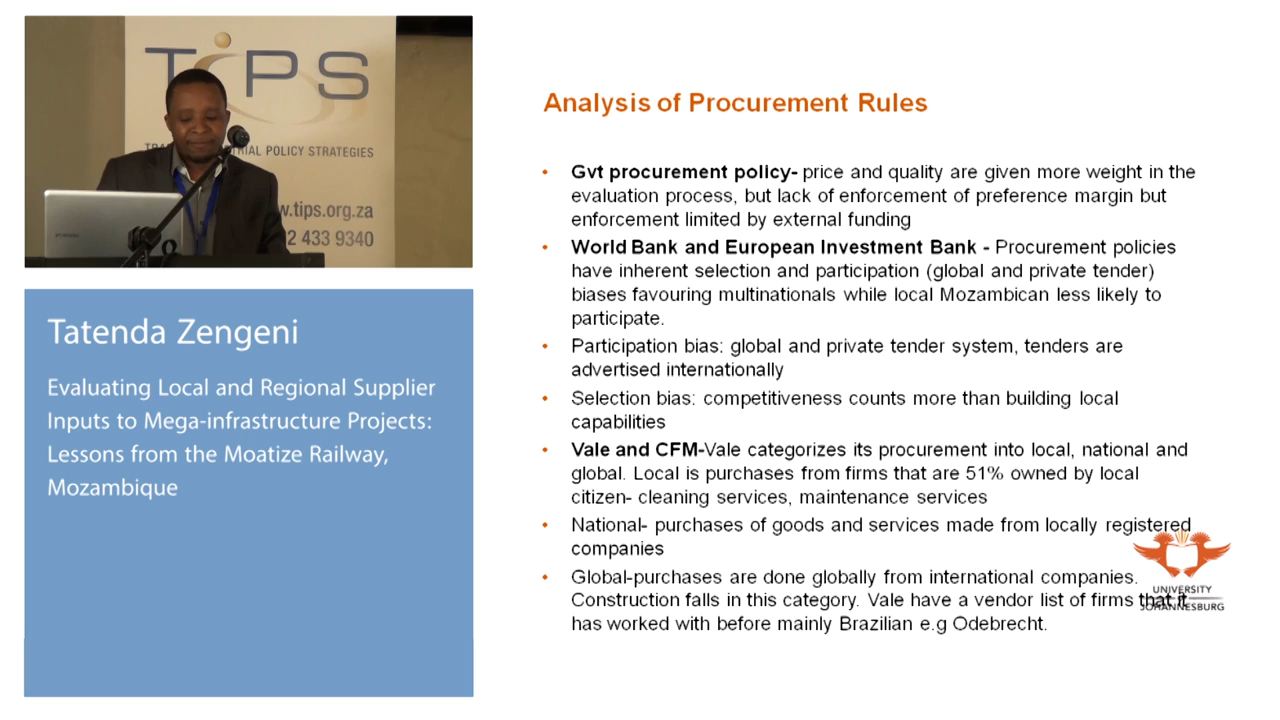 TiPS
TRA RIAL POLICY STRATEGIES
w.tips.org.za
2 433 9340
Tatenda Zengeni
Evaluating Local and Regional Supplier
Inputs to Mega-infrastructure Projects:
Lessons from the Moatize Railway,
Mozambique
Analysis of Procurement Rules
• Gvt procurement policy- price and quality are given more weight in the
evaluation process, but lack of enforcement of preference margin but
enforcement limited by external funding
• World Bank and European Investment Bank - Procurement policies
have inherent selection and participation (global and private tender)
biases favouring multinationals while local Mozambican less likely to
participate.
• Participation bias: global and private tender system, tenders are
advertised internationally
• Selection bias: competitiveness counts more than building local
capabilities
• Vale and CFM-Vale categorizes its procurement into local, national and
global. Local is purchases from firms that are 51% owned by local
citizen- cleaning services, maintenance services
• National- purchases of goods and services made from locally registered
companies
• Global-purchases are done globally from international companies.
Construction falls in this category. Vale have a vendor list of firms that it
has worked with before mainly Brazilian e.g Odebrecht.
UNIVERSITY
JOHANNESBURG